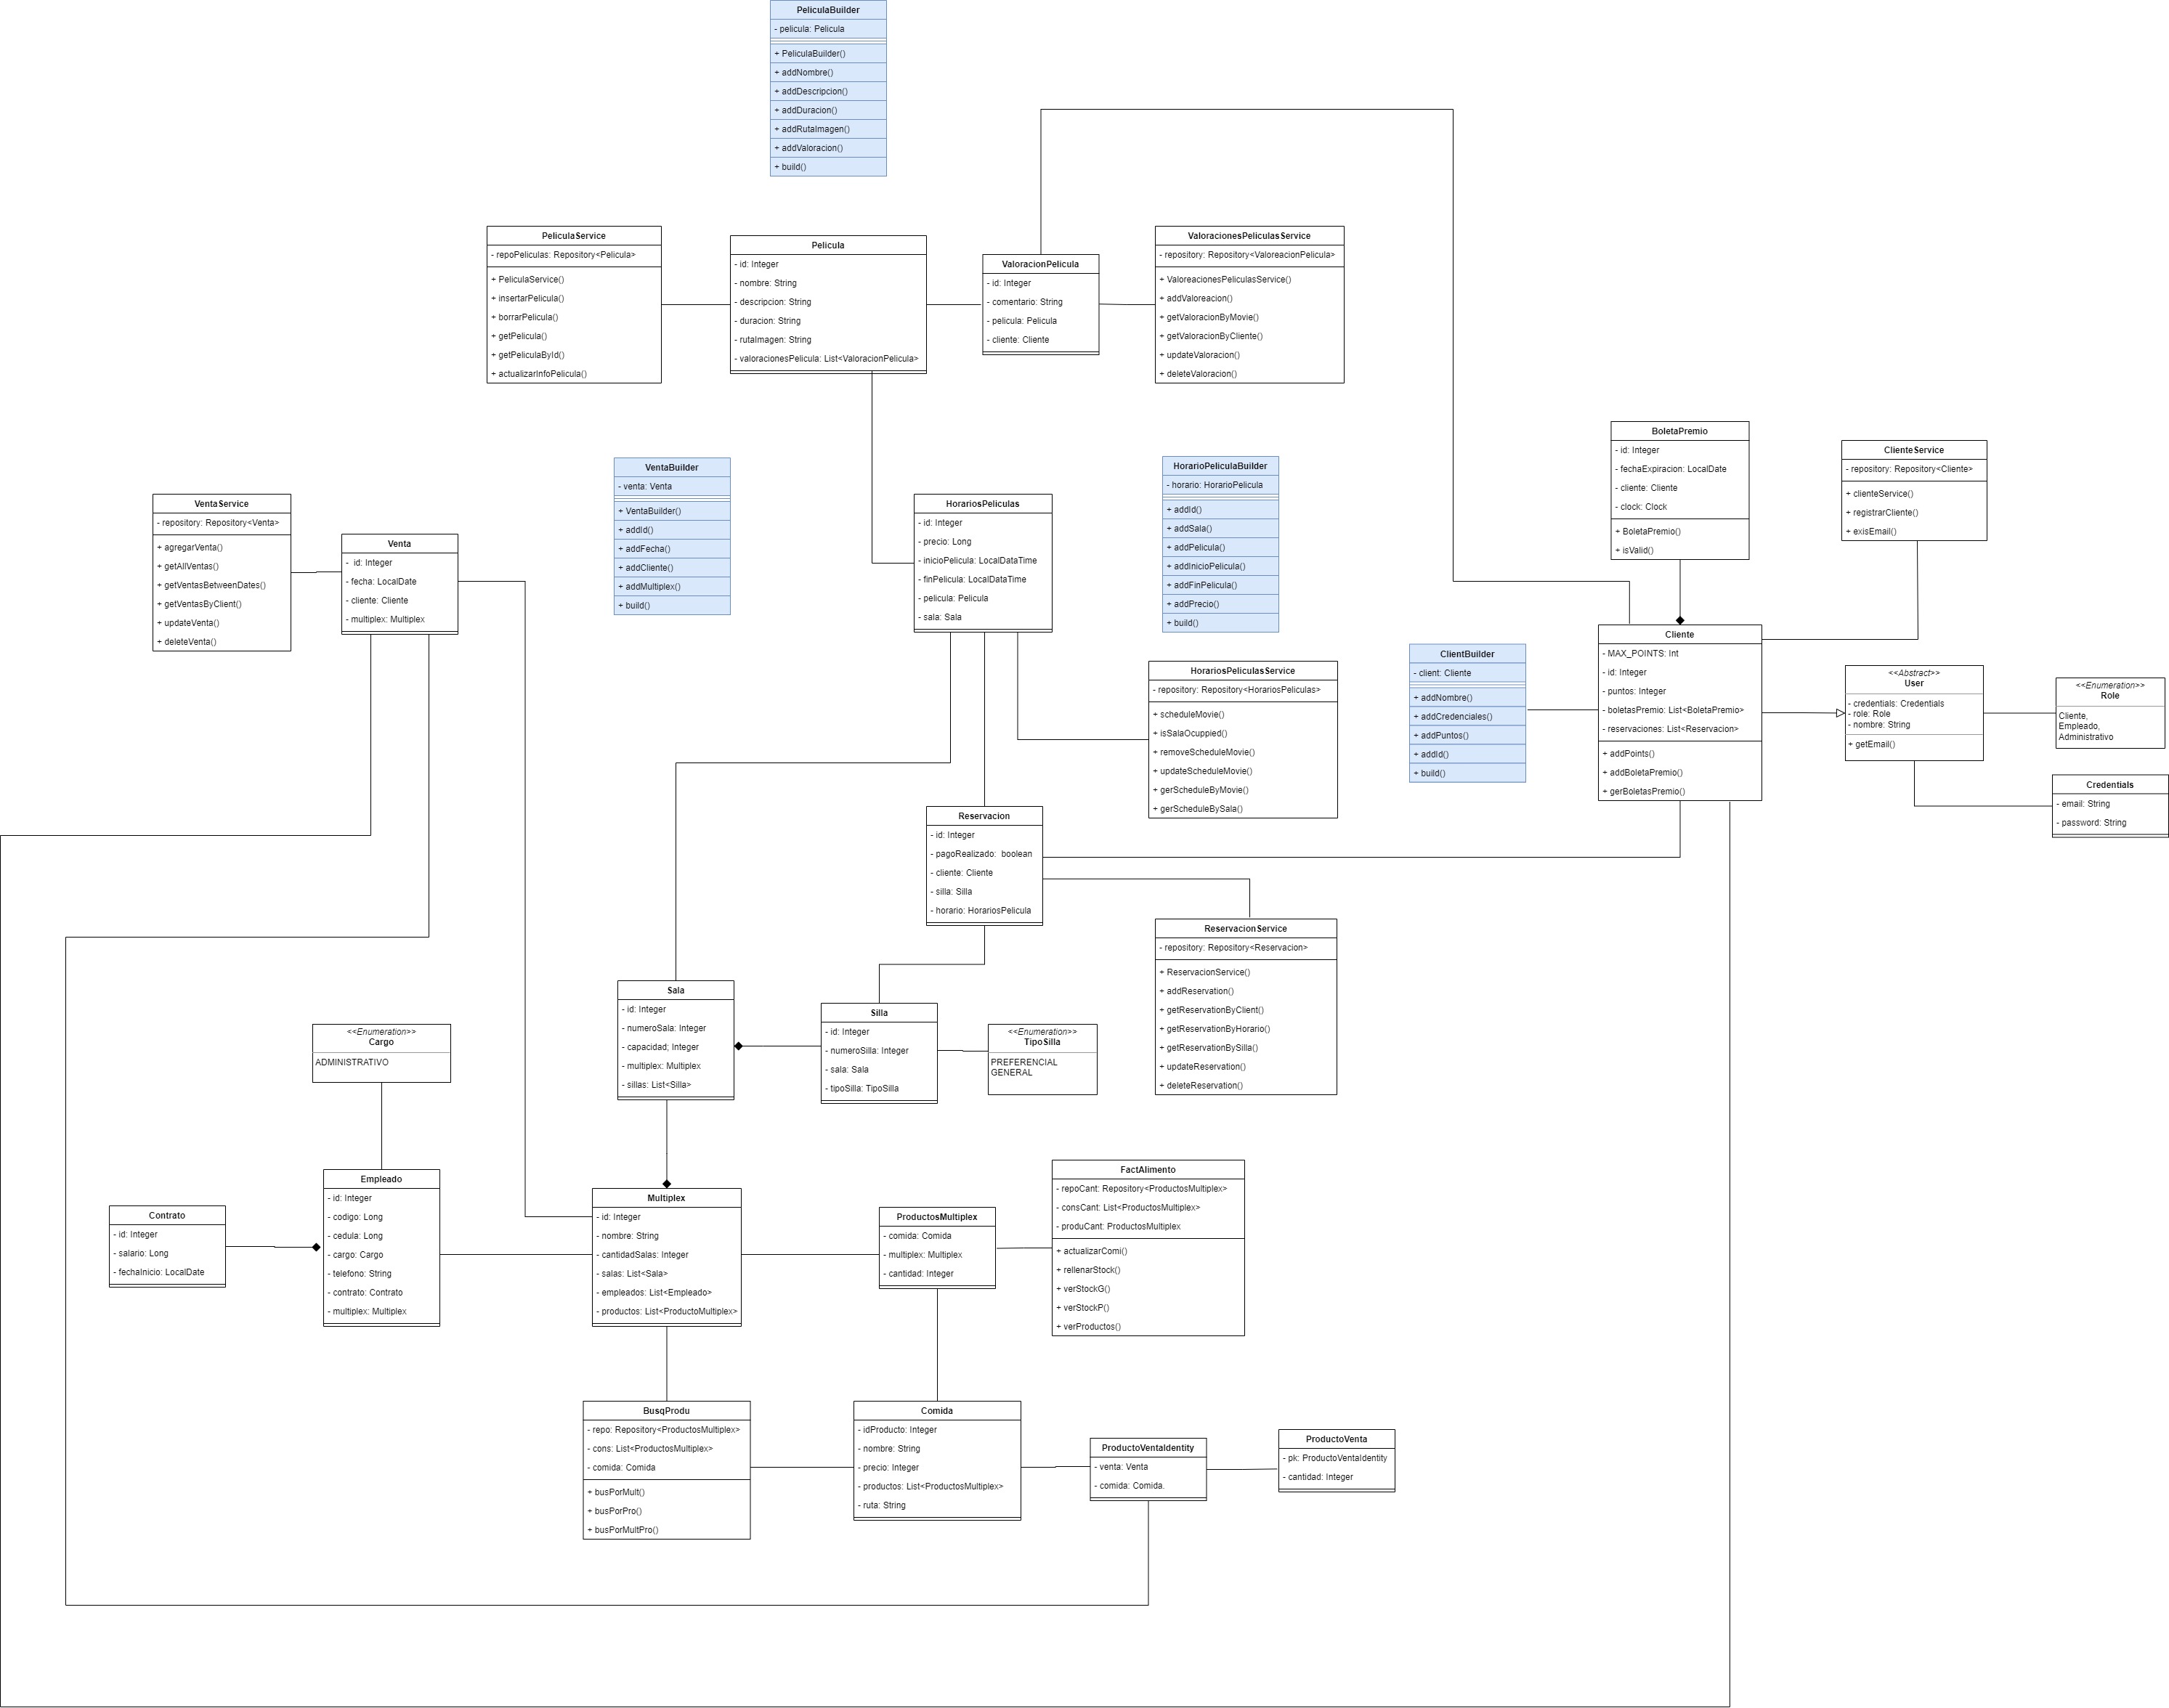 PeliculaBuilder
- pelicula: Pelicula
+ PeliculaBuilder()
+ addNombre()
+ addDescripcion()
+ addDuracion()
+ addRutaImagen()
+ addValoracion()
+ build()
PeliculaService
- repoPeliculas: Repository<Pelicula>
+ PeliculaService()
+ insertarPelicula()
+ borrarPelicula()
+ getPelicula()
+ getPeliculaById()
+ actualizarInfoPelicula()
Pelicula
- id: Integer
- nombre: String
- descripcion: String
- duracion: String
- rutaImagen: String
- valoracionesPelicula: List<ValoracionPelicula>
ValoracionPelicula
- id: Integer
- comentario: String
- pelicula: Pelicula
- cliente: Cliente
ValoracionesPeliculasService
- repository: Repository<ValoreacionPelicula>
+ ValoreacionesPeliculasService()
+ addValoreacion()
+ getValoracionByMovie()
+ getValoracionByCliente()
+ updateValoracion()
+ deleteValoracion()
VentaService
- repository: Repository<Venta>
+ agregarVenta()
+ getAllVentas()
+ getVentasBetweenDates()
+ getVentasByClient()
+ updateVenta()
+ deleteVenta()
Venta
- id: Integer
- fecha: LocalDate
- cliente: Cliente
- multiplex: Multiplex
VentaBuilder
- venta: Venta
+ VentaBuilder()
+ addId()
+ addFecha()
+ addCliente()
+ addMultiplex()
+ build()
HorariosPeliculas
- id: Integer
- precio: Long
- inicioPelicula: LocalDataTime
- finPelicula: LocalDataTime
- pelicula: Pelicula
- sala: Sala
HorarioPeliculaBuilder
- horario: HorarioPelicula
+ addId()
+ addSala()
+ addPelicula()
+ addInicioPelicula()
+ addFinPelicula()
+ addPrecio()
+ build()
BoletaPremio
- id: Integer
- fechaExpiracion: LocalDate
- cliente: Cliente
- clock: Clock
+ BoletaPremio()
+ isValid()
ClienteService
- repository: Repository<Cliente>
+ clienteService()
+ registrarCliente()
+ exisEmail()
HorariosPeliculasService
- repository: Repository<HorariosPeliculas>
+ scheduleMovie()
+ isSalaOcuppied()
+ removeScheduleMovie()
+ updateScheduleMovie()
+ gerScheduleByMovie()
+ gerScheduleBySala()
ClientBuilder
- client: Cliente
+ addNombre()
+ addCredenciales()
+ addPuntos()
+ addId()
+ build()
Cliente
- MAX_POINTS: Int
- id: Integer
- puntos: Integer
- boletasPremio: List<BoletaPremio>
- reservaciones: List<Reservacion>
+ addPoints()
+ addBoletaPremio()
+ gerBoletasPremio()
<<Abstract>>
User
- credentials: Credentials
- role: Role
- nombre: String
+ getEmail()
<<Enumeration>>
Role
Cliente,
Empleado,
Administrativo
Credentials
- email: String
- password: String
Reservacion
- id: Integer
- pagoRealizado: boolean
- cliente: Cliente
- silla: Silla
- horario: HorariosPelicula
ReservacionService
- repository: Repository<Reservacion>
+ ReservacionService()
+ addReservation()
+ getReservationByClient()
+ getReservationByHorario()
+ getReservationBySilla()
+ updateReservation()
+ deleteReservation()
Sala
- id: Integer
- numeroSala: Integer
- capacidad; Integer
- multiplex: Multiplex
- sillas: List<Silla>
Silla
- id: Integer
- numeroSilla: Integer
- sala: Sala
- tipoSilla: TipoSilla
<<Enumeration>>
TipoSilla
PREFERENCIAL
GENERAL
<<Enumeration>>
Cargo
ADMINISTRATIVO
Contrato
- id: Integer
- salario: Long
- fechaInicio: LocalDate
Empleado
- id: Integer
- codigo: Long
- cedula: Long
- cargo: Cargo
- telefono: String
- contrato: Contrato
- multiplex: Multiplex
Multiplex
- id: Integer
- nombre: String
- cantidadSalas: Integer
- salas: List<Sala>
- empleados: List<Empleado>
- productos: List<ProductoMultiplex>
ProductosMultiplex
- comida: Comida
- multiplex: Multiplex
- cantidad: Integer
FactAlimento
- repoCant: Repository<ProductosMultiplex>
- consCant: List<ProductosMultiplex>
- produCant: ProductosMultiplex
+ actualizarComi()
+ rellenarStock()
+ verStockG()
+ verStockP()
+ verProductos()
BusqProdu
- repo: Repository<ProductosMultiplex>
- cons: List<ProductosMultiplex>
- comida: Comida
+ busPorMult()
+ busPorPro()
+ busPorMultPro()
Comida
- idProducto: Integer
- nombre: String
- precio: Integer
- productos: List<ProductosMultiplex>
- ruta: String
ProductoVentaIdentity
- venta: Venta
- comida: Comida.
ProductoVenta
- pk: ProductoVentaIdentity
- cantidad: Integer